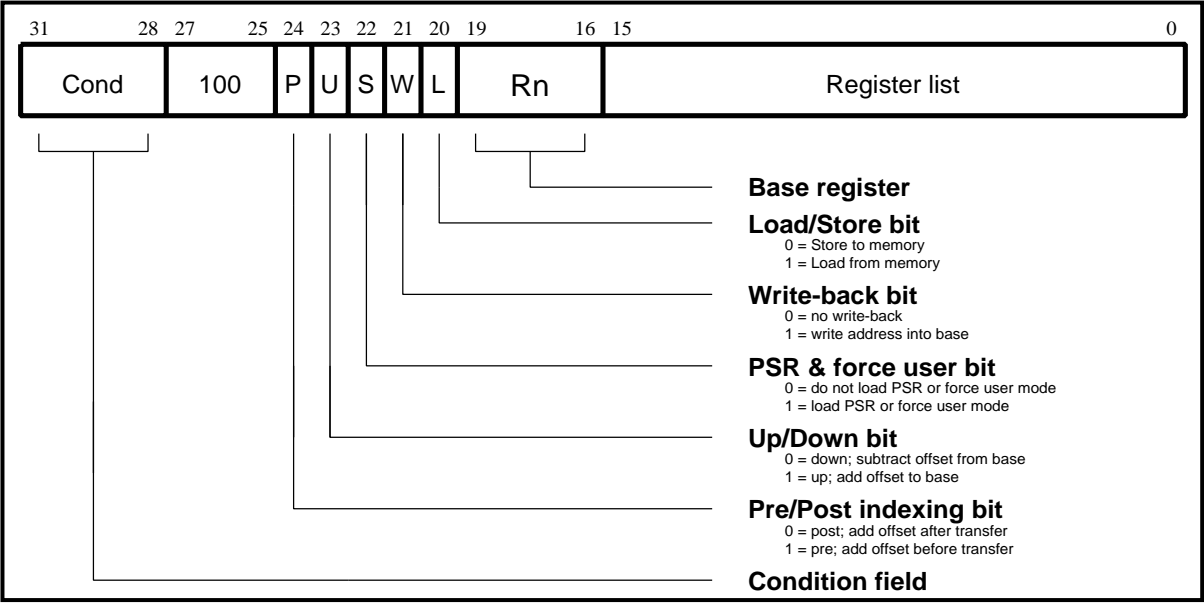 31 28 27 25 24 23 22 21 20 19 16 15 0
Cond 100 P U S W L Rn Register list
Base register
Load/Store bit
0 = Store to memory
1 = Load from memory
Write-back bit
0 = no write-back
1 = write address into base
PSR & force user bit
0 = do not load PSR or force user mode
1 = load PSR or force user mode
Up/Down bit
0 = down; subtract offset from base
1 = up; add offset to base
Pre/Post indexing bit
0 = post; add offset after transfer
1 = pre; add offset before transfer
Condition field